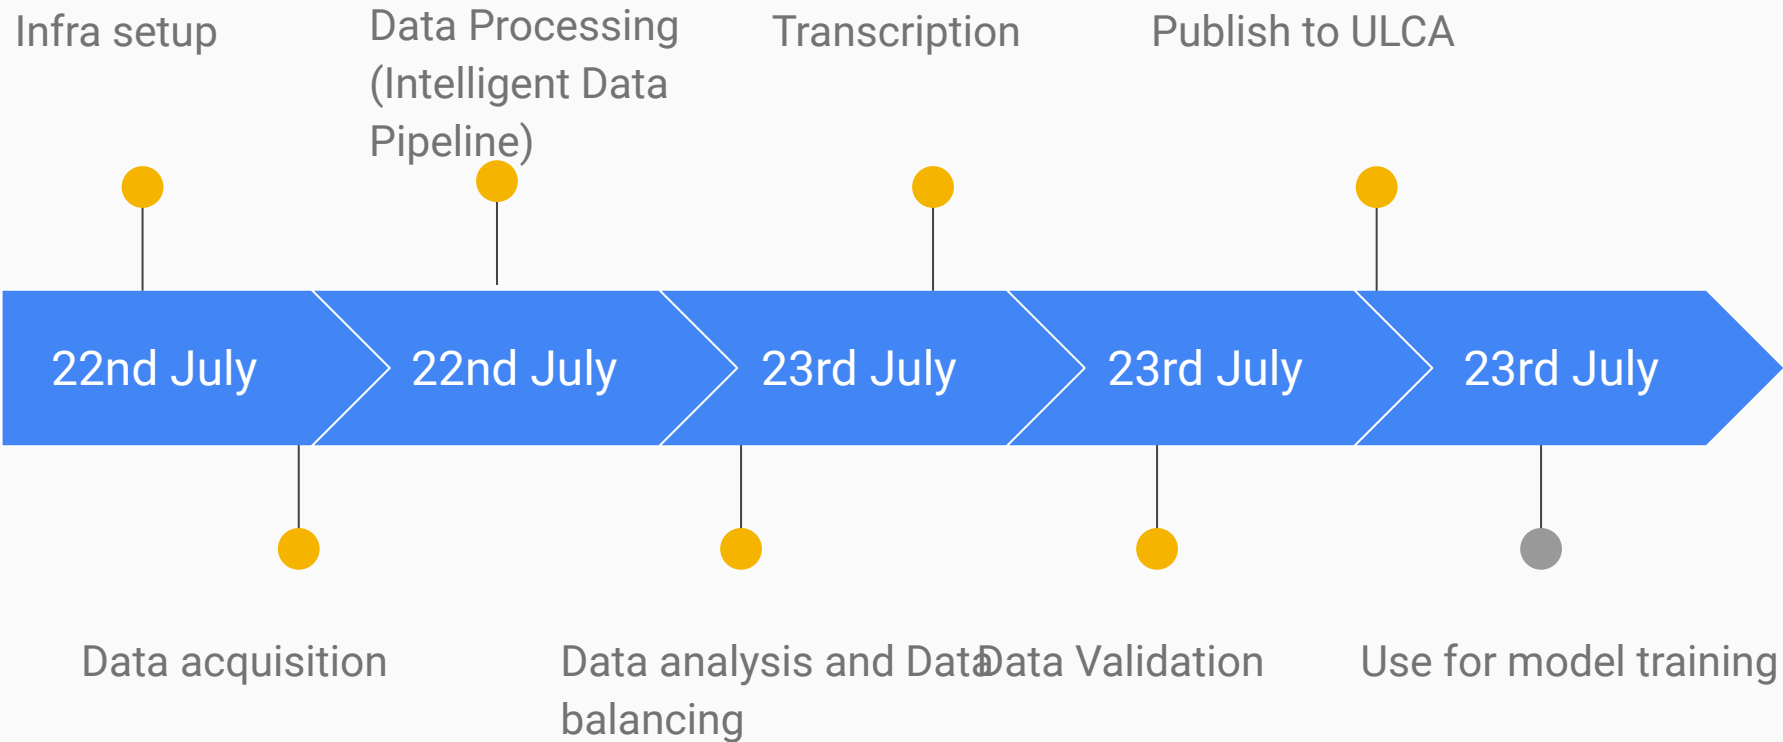 Infra setup
Data Processing
(Intelligent Data
Pipeline)
Transcription
Publish to ULCA
22nd July
22nd July
23rd July
23rd July
23rd July
Data acquisition
Data analysis and Data
balancing
Data Validation
Use for model training